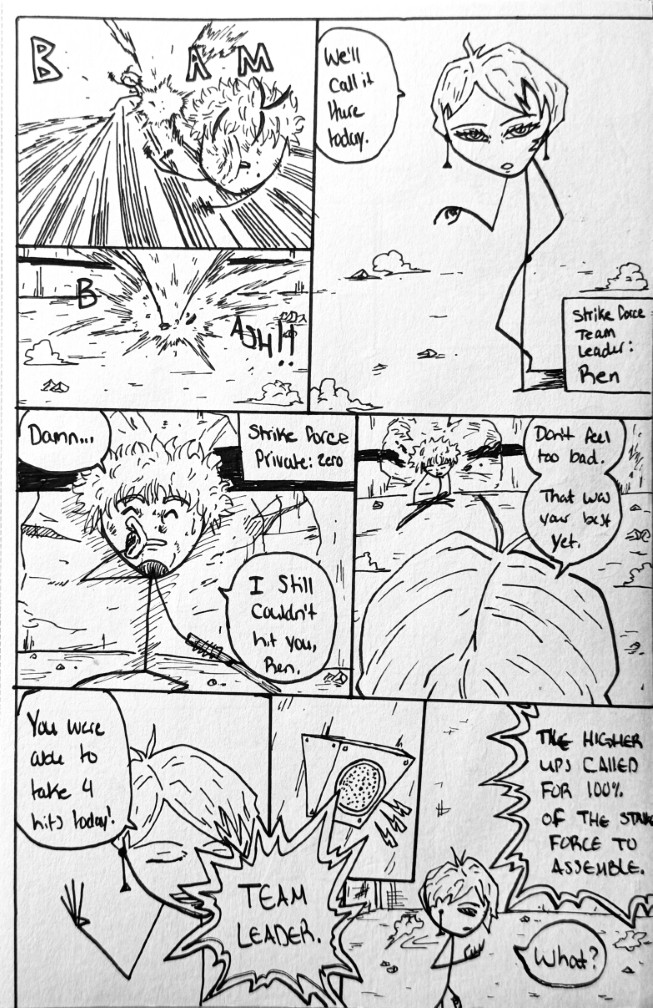 BAM
We'll
call it
there
today.
Strike Force
Team
Leader:
Ren
B
ASH!!
Damn...
Strike Force
Private: Zero
I still
couldn't
hit you,
Ren.
Don't feel
too bad.
That was
your best
yet.
You were
able to
take 4
hits today!
TEAM
LEADER.
THE HIGHER
UPS CALLED
FOR 100%
OF THE STRIKE
FORCE TO
ASSEMBLE.
What?